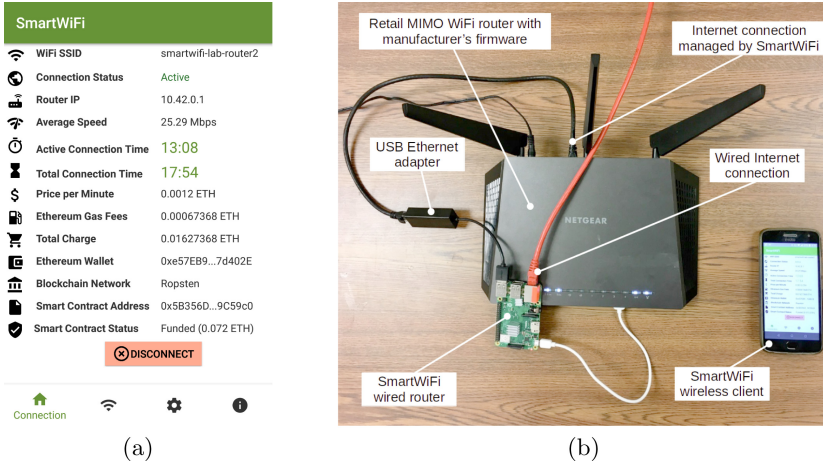 SmartWiFi
WiFi SSID smartwifi-lab-router2
Connection Status Active
Router IP 10.42.0.1
Average Speed 25.29 Mbps
Active Connection Time 13:08
Total Connection Time 17:54
Price per Minute 0.0012 ETH
Ethereum Gas Fees 0.00067368 ETH
Total Charge 0.01627368 ETH
Ethereum Wallet 0xe57EB9...7d402E
Blockchain Network Ropsten
Smart Contract Address 0x5B356D...9C59c0
Smart Contract Status Funded (0.072 ETH)
DISCONNECT
Connection
(a)
Retail MIMO WiFi router with
manufacturer's firmware
Internet connection
managed by SmartWiFi
USB Ethernet
adapter
Wired Internet
connection
NETGEAR
SmartWiFi
wired router
SmartWiFi
wireless client
(b)